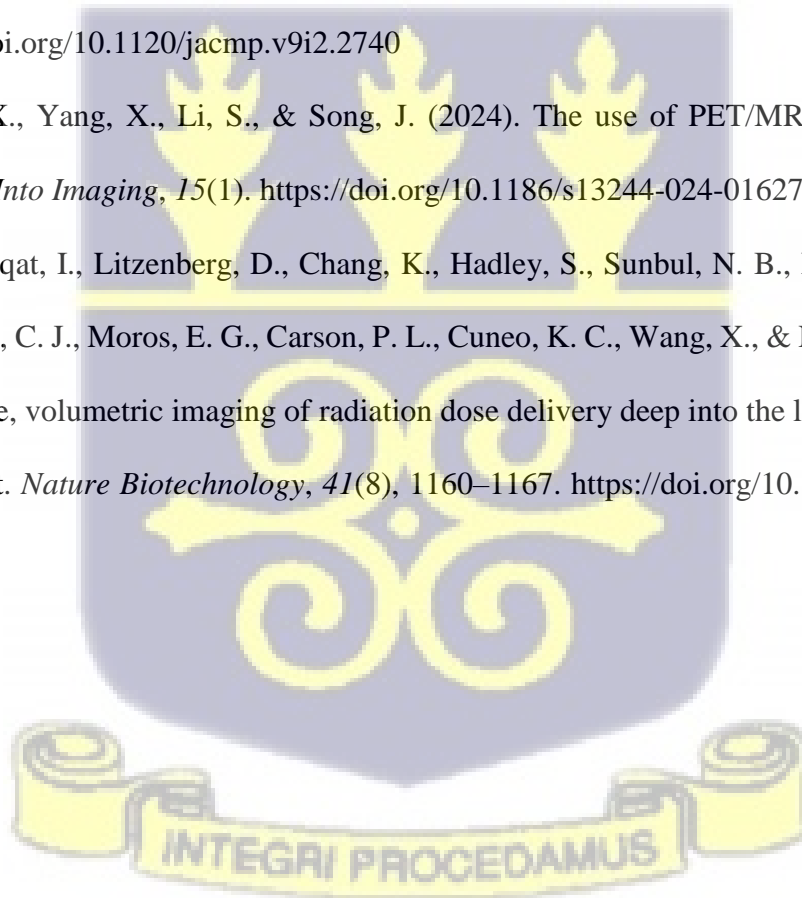 oi.org/10.1120/jacmp.v9i2.2740
X., Yang, X., Li, S., & Song, J. (2024). The use of PET/MR
Into Imaging, 15(1). https://doi.org/10.1186/s13244-024-01627
qat, I., Litzenberg, D., Chang, K., Hadley, S., Sunbul, N. B.,
, C. J., Moros, E. G., Carson, P. L., Cuneo, K. C., Wang, X., &
e, volumetric imaging of radiation dose delivery deep into the l
t. Nature Biotechnology, 41(8), 1160–1167. https://doi.org/10.
INTEGRI PROCEDAMUS